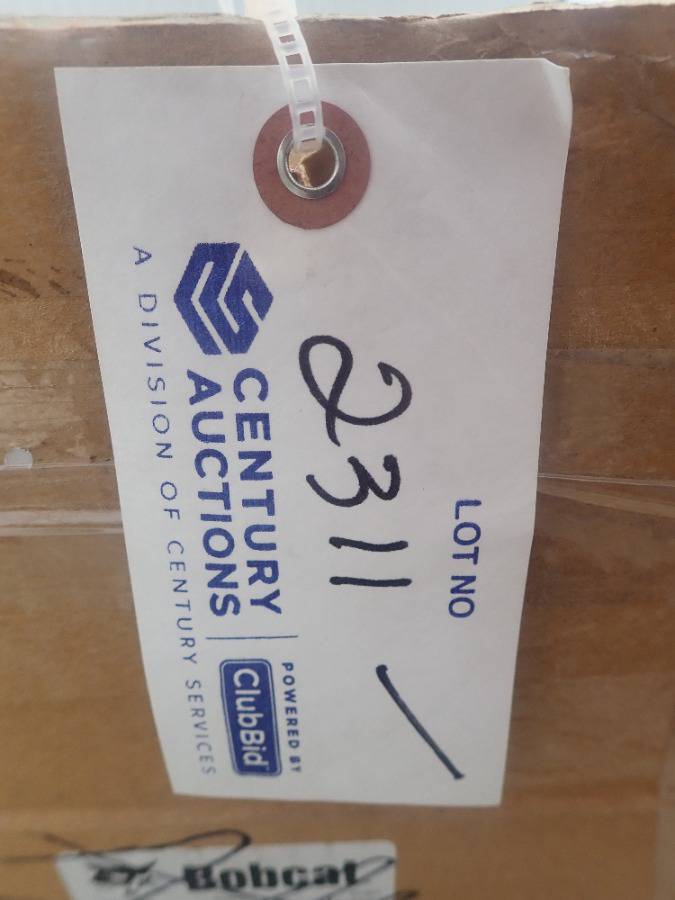 LOT NO
2311
CENTURY
AUCTIONS
POWERED BY
ClubBid
A DIVISION OF CENTURY SERVICES
Bobcat